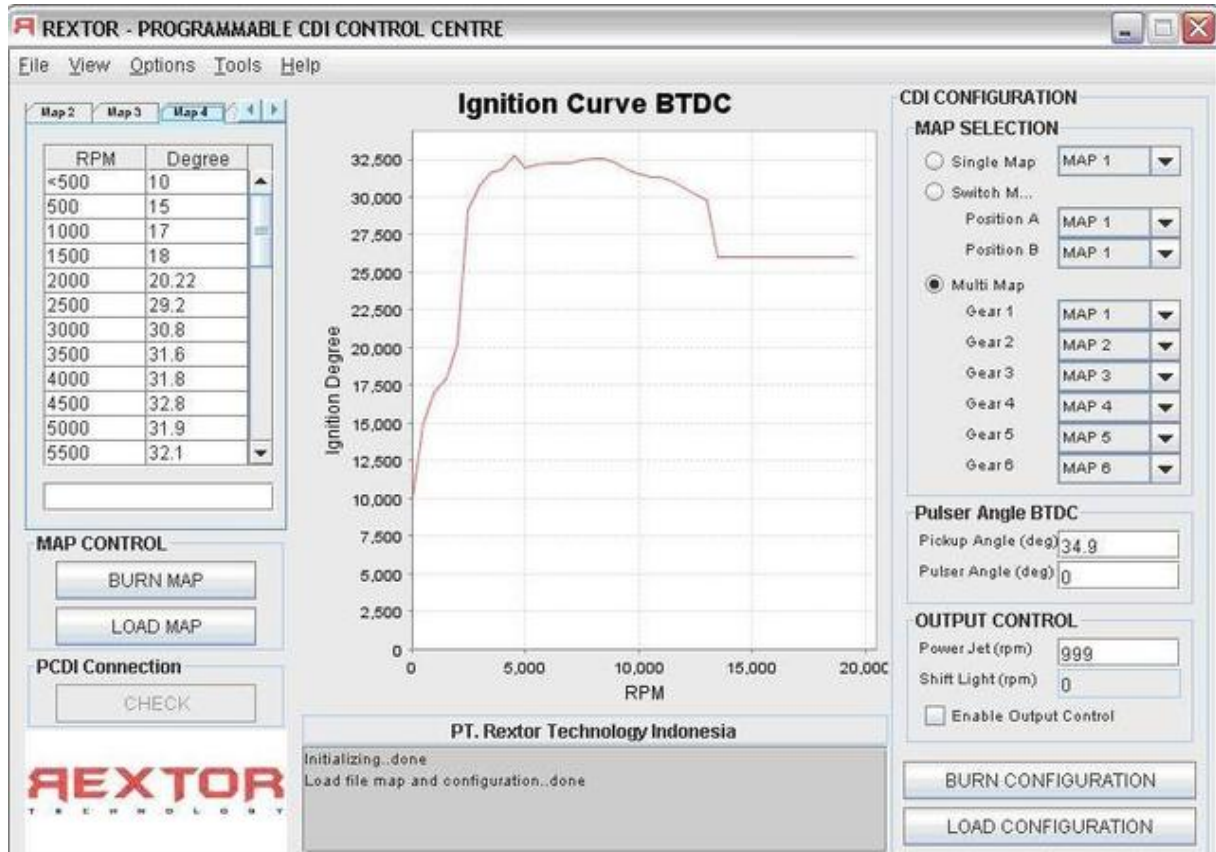 REXTOR - PROGRAMMABLE CDI CONTROL CENTRE
File View Options Tools Help
Map 2 Map 3 Map 4
RPM Degree
<500 10
500 15
1000 17
1500 18
2000 20.22
2500 29.2
3000 30.8
3500 31.6
4000 31.8
4500 32.8
5000 31.9
5500 32.1
MAP CONTROL
BURN MAP
LOAD MAP
PCDI Connection
CHECK
REXTOR
TECHNOLOGY
Ignition Curve BTDC
Ignition Degree
32,500
30,000
27,500
25,000
22,500
20,000
17,500
15,000
12,500
10,000
7,500
5,000
2,500
0
0 5,000 10,000 15,000 20,000
RPM
PT. Rextor Technology Indonesia
Initializing..done
Load file map and configuration..done
CDI CONFIGURATION
MAP SELECTION
Single Map MAP 1
Switch M...
Position A MAP 1
Position B MAP 1
Multi Map
Gear 1 MAP 1
Gear 2 MAP 2
Gear 3 MAP 3
Gear 4 MAP 4
Gear 5 MAP 5
Gear 6 MAP 6
Pulser Angle BTDC
Pickup Angle (deg) 34.9
Pulser Angle (deg) 0
OUTPUT CONTROL
Power Jet (rpm) 999
Shift Light (rpm) 0
Enable Output Control
BURN CONFIGURATION
LOAD CONFIGURATION